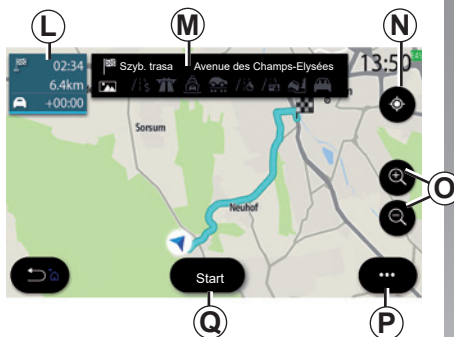 L
M
N
02:34
6.4km
+00:00
Szyb. trasa Avenue des Champs-Elysées
13:50
Sorsum
Neuhof
O
Start
Q
P